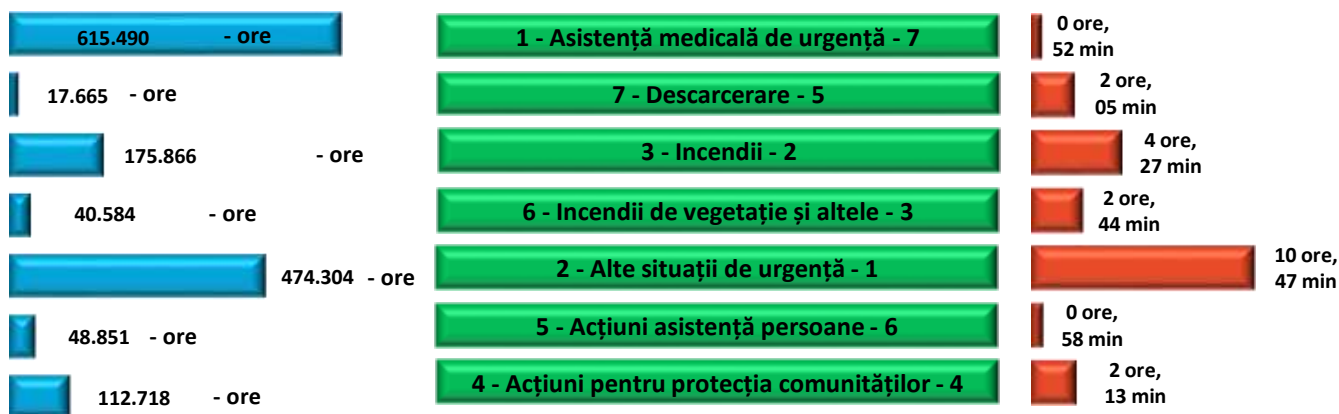 615.490 - ore
1 - Asistență medicală de urgență - 7
0 ore,
52 min
17.665 - ore
7 - Descarcerare - 5
2 ore,
05 min
175.866 - ore
3 - Incendii - 2
4 ore,
27 min
40.584 - ore
6 - Incendii de vegetație și altele - 3
2 ore,
44 min
474.304 - ore
2 - Alte situații de urgență - 1
10 ore,
47 min
48.851 - ore
5 - Acțiuni asistență persoane - 6
0 ore,
58 min
112.718 - ore
4 - Acțiuni pentru protecția comunităților - 4
2 ore,
13 min